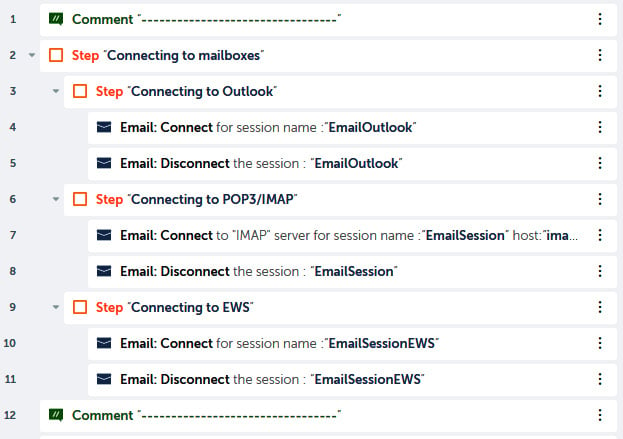 1 Comment "---------------------------------"
2 Step "Connecting to mailboxes"
3 Step "Connecting to Outlook"
4 Email: Connect for session name :"EmailOutlook"
5 Email: Disconnect the session : "EmailOutlook"
6 Step "Connecting to POP3/IMAP"
7 Email: Connect to "IMAP" server for session name :"EmailSession" host:"ima...
8 Email: Disconnect the session : "EmailSession"
9 Step "Connecting to EWS"
10 Email: Connect for session name :"EmailSessionEWS"
11 Email: Disconnect the session : "EmailSessionEWS"
12 Comment "---------------------------------"